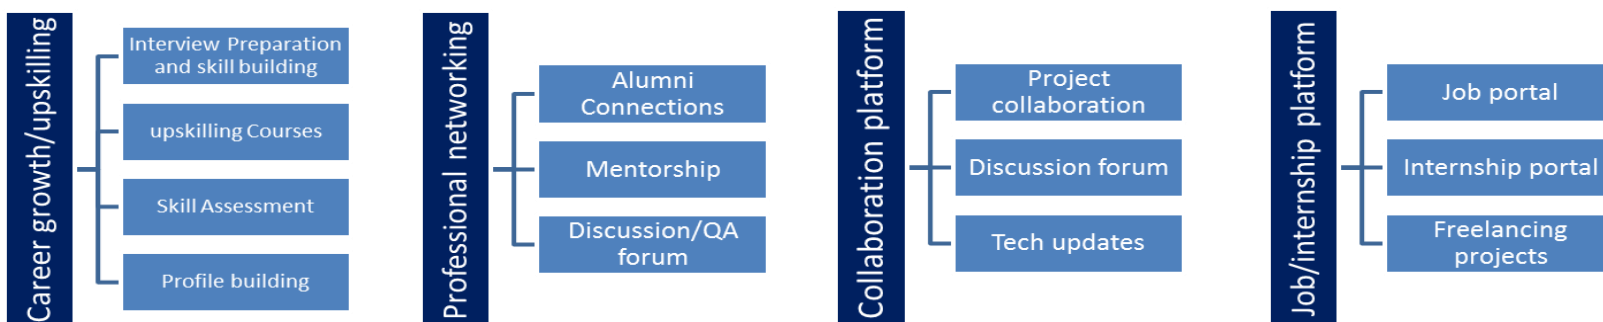 Career growth/upskilling
Interview Preparation
and skill building
upskilling Courses
Skill Assessment
Profile building
Professional networking
Alumni
Connections
Mentorship
Discussion/QA
forum
Collaboration platform
Project
collaboration
Discussion forum
Tech updates
Job/internship platform
Job portal
Internship portal
Freelancing
projects